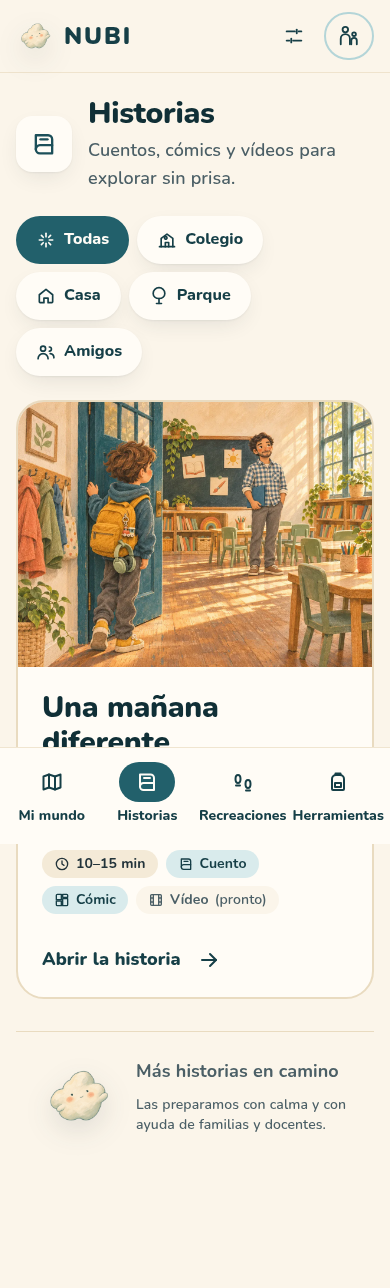 NUBI
Historias
Cuentos, cómics y vídeos para
explorar sin prisa.
Todas
Colegio
Casa
Parque
Amigos
Una mañana
diferente
Mi mundo
Historias
Recreaciones
Herramientas
10–15 min
Cuento
Cómic
Vídeo (pronto)
Abrir la historia
Más historias en camino
Las preparamos con calma y con
ayuda de familias y docentes.